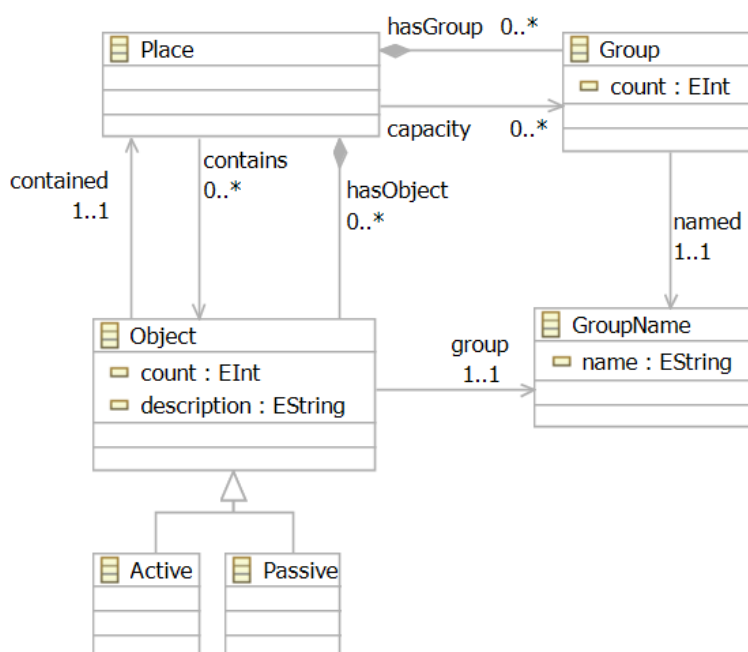 Place
hasGroup 0..*
Group
count : EInt
capacity 0..*
contained
1..1
contains
0..*
hasObject
0..*
named
1..1
Object
count : EInt
description : EString
group
1..1
GroupName
name : EString
Active
Passive